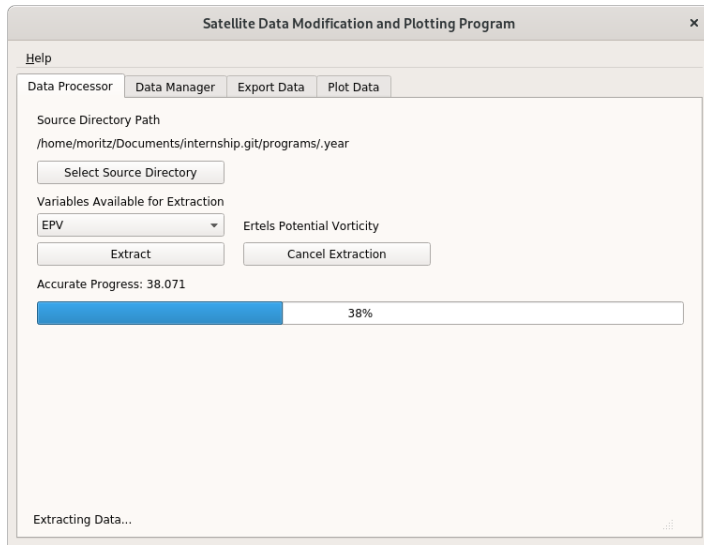 Satellite Data Modification and Plotting Program
×
Help
Data Processor Data Manager Export Data Plot Data
Source Directory Path
/home/moritz/Documents/internship.git/programs/.year
Select Source Directory
Variables Available for Extraction
EPV Ertels Potential Vorticity
Extract Cancel Extraction
Accurate Progress: 38.071
38%
Extracting Data...